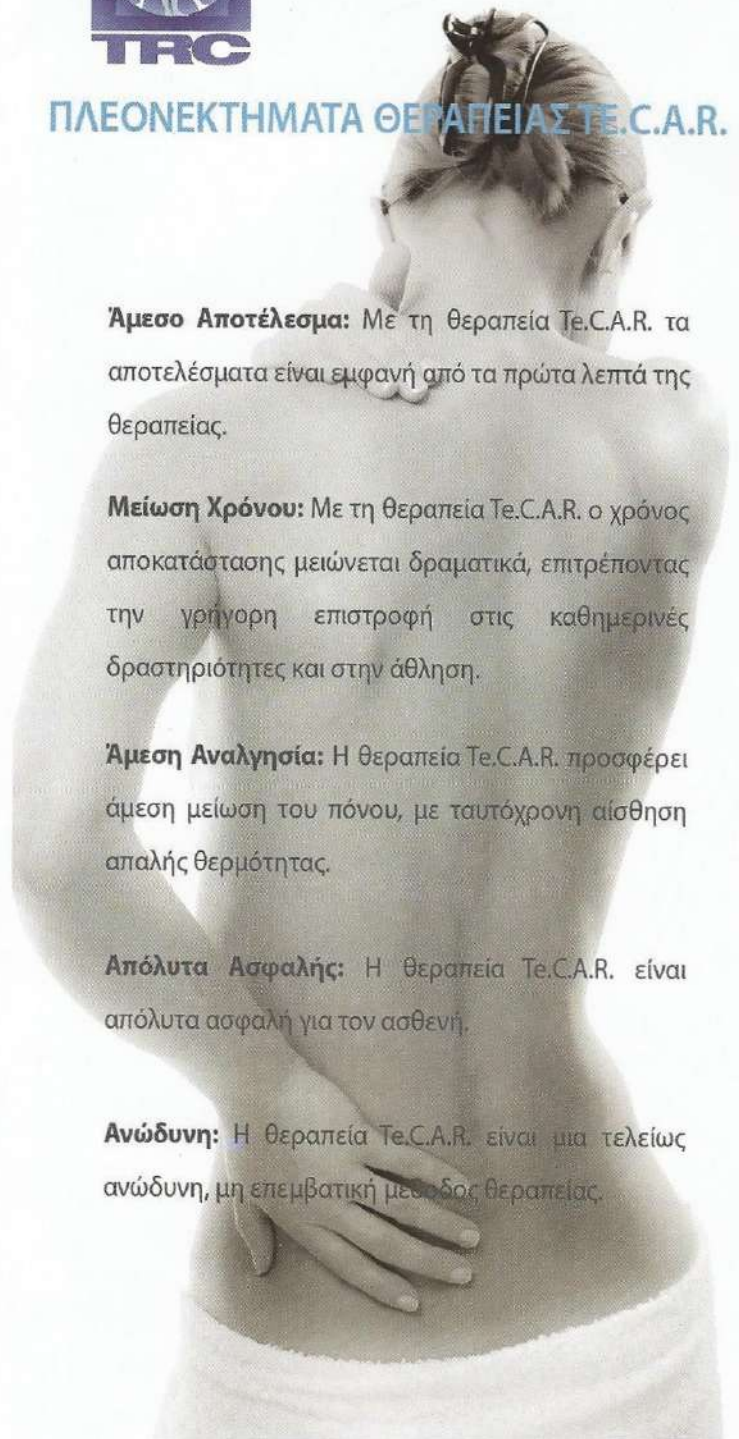 TRC
ΠΛΕΟΝΕΚΤΗΜΑΤΑ ΘΕΡΑΠΕΙΑΣ TE.C.A.R.
Άμεσο Αποτέλεσμα: Με τη θεραπεία Te.C.A.R. τα
αποτελέσματα είναι εμφανή από τα πρώτα λεπτά της
θεραπείας.
Μείωση Χρόνου: Με τη θεραπεία Te.C.A.R. ο χρόνος
αποκατάστασης μειώνεται δραματικά, επιτρέποντας
την γρήγορη επιστροφή στις καθημερινές
δραστηριότητες και στην άθληση.
Άμεση Αναλγησία: Η θεραπεία Te.C.A.R. προσφέρει
άμεση μείωση του πόνου, με ταυτόχρονη αίσθηση
απαλής θερμότητας.
Απόλυτα Ασφαλής: Η θεραπεία Te.C.A.R. είναι
απόλυτα ασφαλή για τον ασθενή.
Ανώδυνη: Η θεραπεία Te.C.A.R. είναι μια τελείως
ανώδυνη, μη επεμβατική μέθοδος θεραπείας.